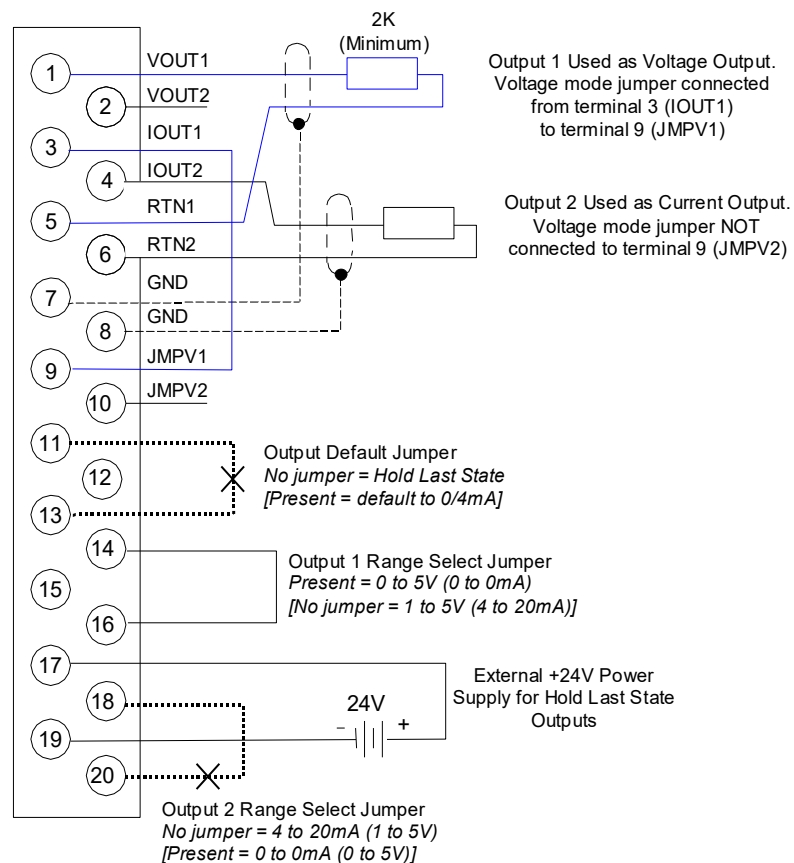 2K
(Minimum)
1
VOUT1
Output 1 Used as Voltage Output.
Voltage mode jumper connected
from terminal 3 (IOUT1)
to terminal 9 (JMPV1)
2
VOUT2
3
IOUT1
4
IOUT2
5
RTN1
Output 2 Used as Current Output.
Voltage mode jumper NOT
connected to terminal 9 (JMPV2)
6
RTN2
7
GND
8
GND
9
JMPV1
10
JMPV2
11
Output Default Jumper
No jumper = Hold Last State
[Present = default to 0/4mA]
12
13
14
Output 1 Range Select Jumper
Present = 0 to 5V (0 to 0mA)
[No jumper = 1 to 5V (4 to 20mA)]
15
16
17
External +24V Power
Supply for Hold Last State
Outputs
18
24V
- +
19
20
Output 2 Range Select Jumper
No jumper = 4 to 20mA (1 to 5V)
[Present = 0 to 0mA (0 to 5V)]